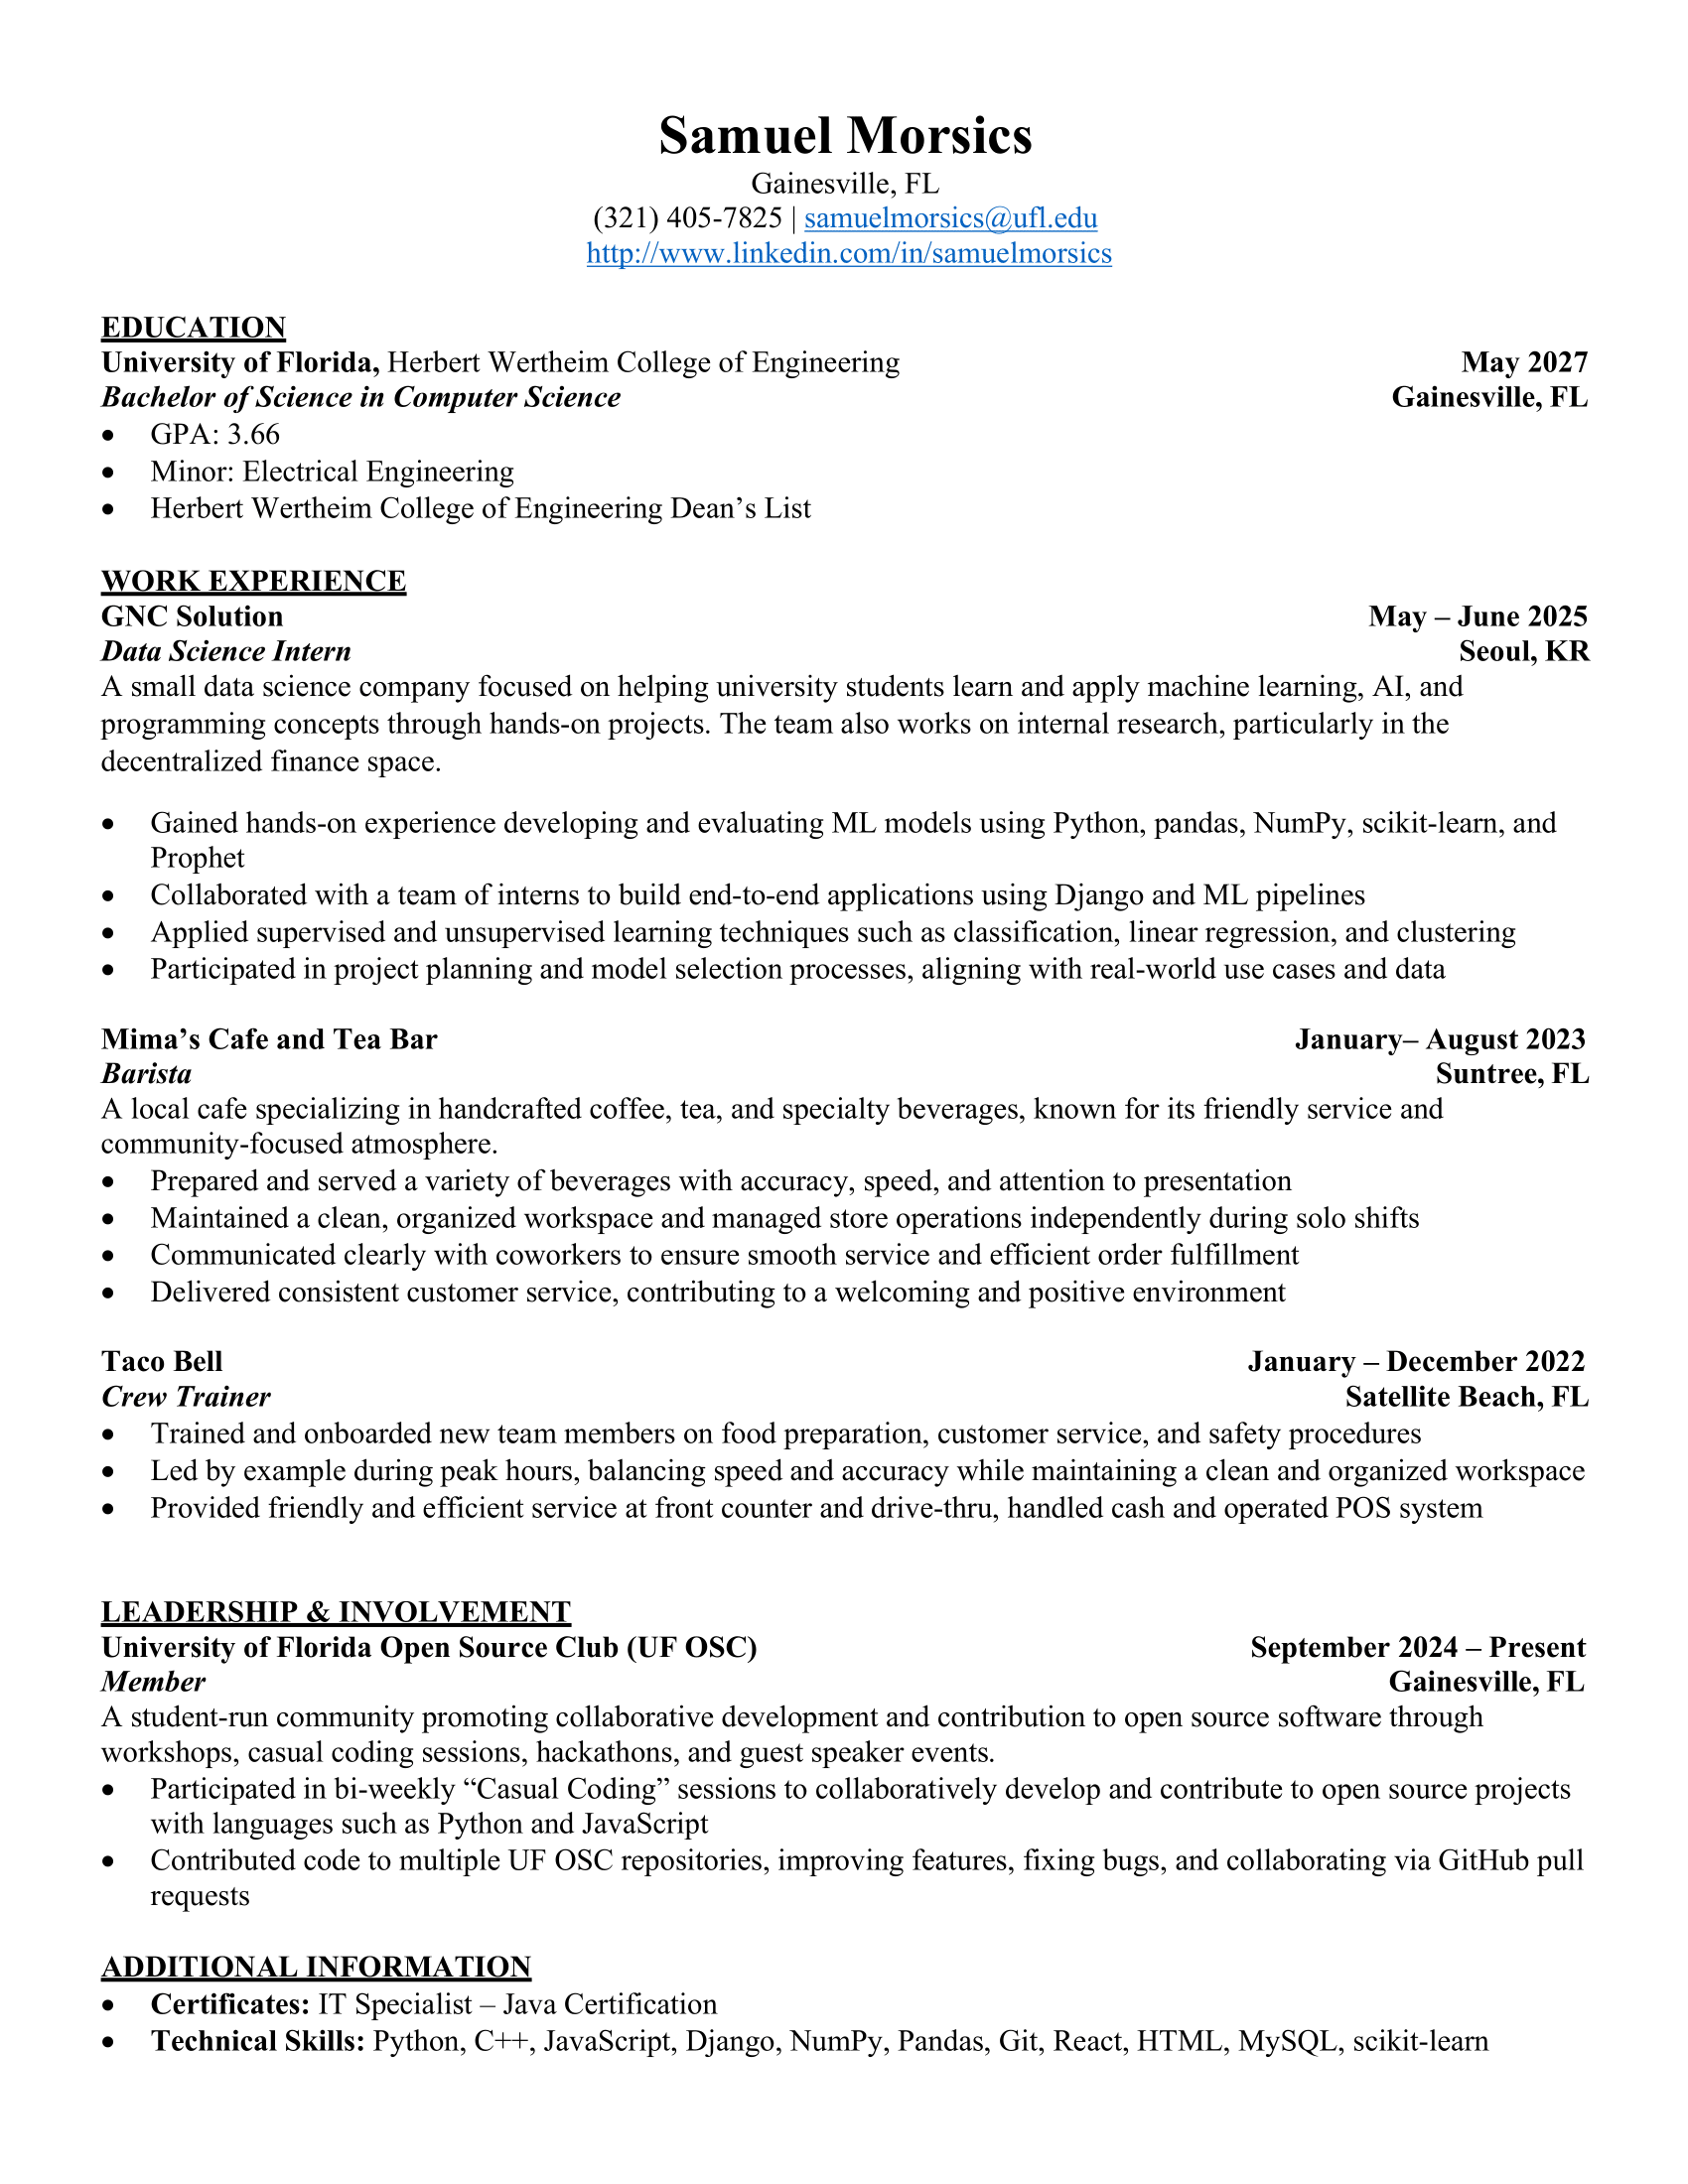 Samuel Morsics
Gainesville, FL
(321) 405-7825 | samuelmorsics@ufl.edu
http://www.linkedin.com/in/samuelmorsics
EDUCATION
University of Florida, Herbert Wertheim College of Engineering May 2027
Bachelor of Science in Computer Science Gainesville, FL
• GPA: 3.66
• Minor: Electrical Engineering
• Herbert Wertheim College of Engineering Dean’s List
WORK EXPERIENCE
GNC Solution May – June 2025
Data Science Intern Seoul, KR
A small data science company focused on helping university students learn and apply machine learning, AI, and
programming concepts through hands-on projects. The team also works on internal research, particularly in the
decentralized finance space.
• Gained hands-on experience developing and evaluating ML models using Python, pandas, NumPy, scikit-learn, and
Prophet
• Collaborated with a team of interns to build end-to-end applications using Django and ML pipelines
• Applied supervised and unsupervised learning techniques such as classification, linear regression, and clustering
• Participated in project planning and model selection processes, aligning with real-world use cases and data
Mima’s Cafe and Tea Bar January– August 2023
Barista Suntree, FL
A local cafe specializing in handcrafted coffee, tea, and specialty beverages, known for its friendly service and
community-focused atmosphere.
• Prepared and served a variety of beverages with accuracy, speed, and attention to presentation
• Maintained a clean, organized workspace and managed store operations independently during solo shifts
• Communicated clearly with coworkers to ensure smooth service and efficient order fulfillment
• Delivered consistent customer service, contributing to a welcoming and positive environment
Taco Bell January – December 2022
Crew Trainer Satellite Beach, FL
• Trained and onboarded new team members on food preparation, customer service, and safety procedures
• Led by example during peak hours, balancing speed and accuracy while maintaining a clean and organized workspace
• Provided friendly and efficient service at front counter and drive-thru, handled cash and operated POS system
LEADERSHIP & INVOLVEMENT
University of Florida Open Source Club (UF OSC) September 2024 – Present
Member Gainesville, FL
A student-run community promoting collaborative development and contribution to open source software through
workshops, casual coding sessions, hackathons, and guest speaker events.
• Participated in bi-weekly “Casual Coding” sessions to collaboratively develop and contribute to open source projects
with languages such as Python and JavaScript
• Contributed code to multiple UF OSC repositories, improving features, fixing bugs, and collaborating via GitHub pull
requests
ADDITIONAL INFORMATION
• Certificates: IT Specialist – Java Certification
• Technical Skills: Python, C++, JavaScript, Django, NumPy, Pandas, Git, React, HTML, MySQL, scikit-learn